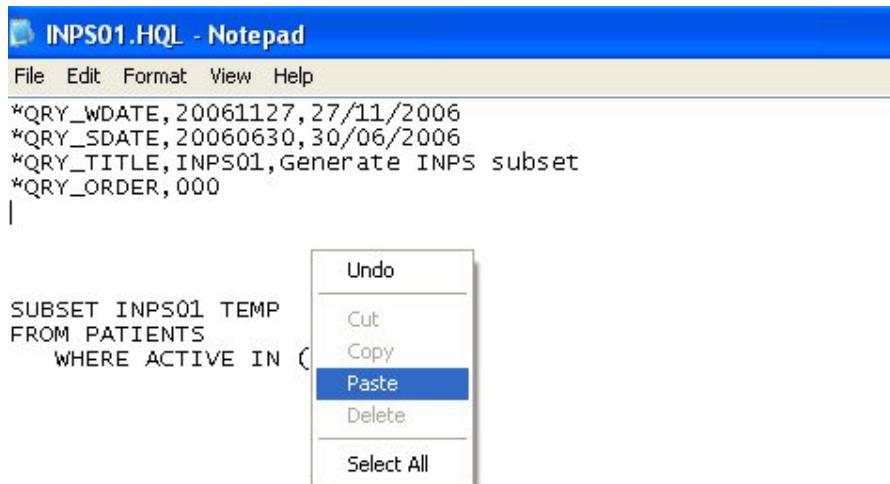 INPS01.HQL - Notepad
File Edit Format View Help
*QRY_WDATE,20061127,27/11/2006
*QRY_SDATE,20060630,30/06/2006
*QRY_TITLE,INPS01,Generate INPS subset
*QRY_ORDER,000
Undo
SUBSET INPS01 TEMP
Cut
FROM PATIENTS
Copy
WHERE ACTIVE IN (
Paste
Delete
Select All